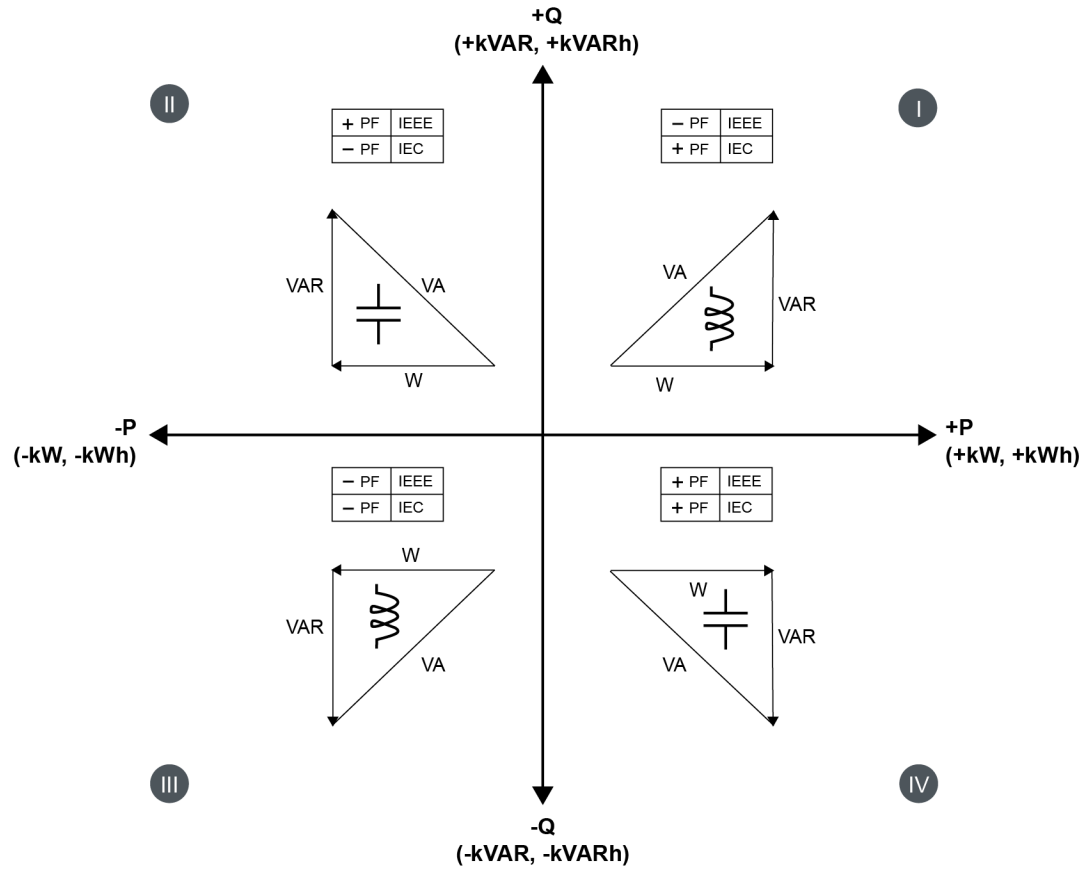 +Q
(+kVAR, +kVARh)
II
I
+ PF IEEE
− PF IEC
− PF IEEE
+ PF IEC
VAR
VA
W
VA
VAR
W
-P
(-kW, -kWh)
+P
(+kW, +kWh)
− PF IEEE
− PF IEC
+ PF IEEE
+ PF IEC
W
VAR
VA
W
VAR
VA
III
IV
-Q
(-kVAR, -kVARh)